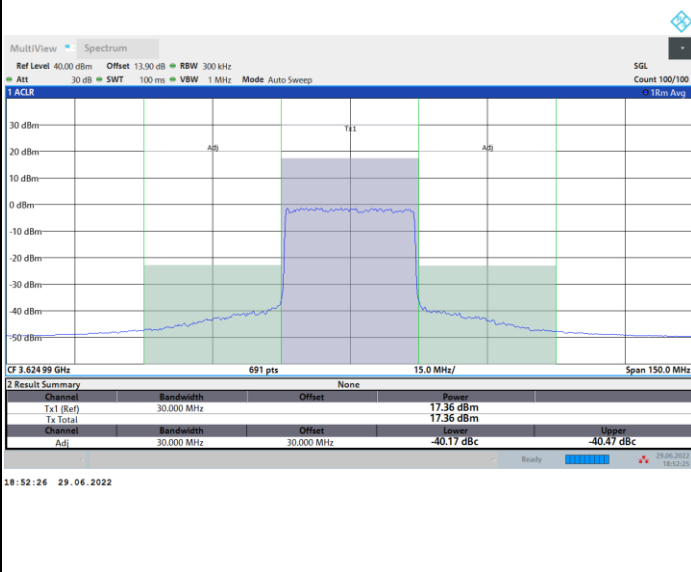 MultiView Spectrum
Ref Level 40.00 dBm Offset 13.90 dB RBW 300 kHz SGL
Att 30 dB SWT 100 ms VBW 1 MHz Mode Auto Sweep Count 100/100
1 ACLR 1Rm Avg
30 dBm
Tx1
20 dBm
Adj Adj
10 dBm
0 dBm
-10 dBm
-20 dBm
-30 dBm
-40 dBm
-50 dBm
CF 3.624 99 GHz 691 pts 15.0 MHz/ Span 150.0 MHz
2 Result Summary None
Channel Bandwidth Offset Power
Tx1 (Ref) 30.000 MHz 17.36 dBm
Tx Total 17.36 dBm
Channel Bandwidth Offset Lower Upper
Adj 30.000 MHz 30.000 MHz -40.17 dBc -40.47 dBc
Ready 29.06.2022
18:52:25
18:52:26 29.06.2022